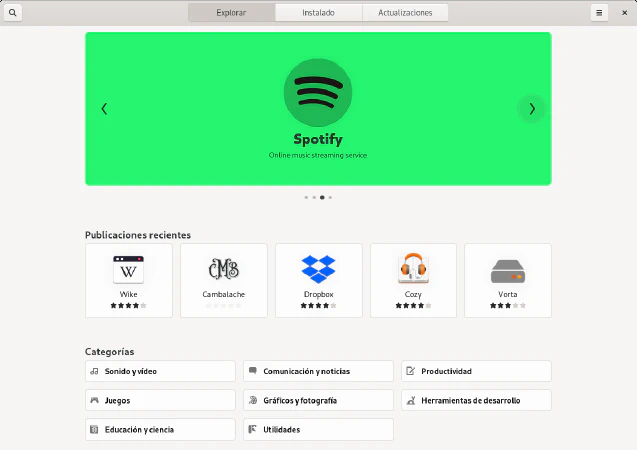 Explorar
Instalado
Actualizaciones
Spotify
Online music streaming service
Publicaciones recientes
W
CMB
Wike
Cambalache
Dropbox
Cozy
Vorta
Categorías
Sonido y vídeo
Comunicación y noticias
Productividad
Juegos
Gráficos y fotografía
Herramientas de desarrollo
Educación y ciencia
Utilidades